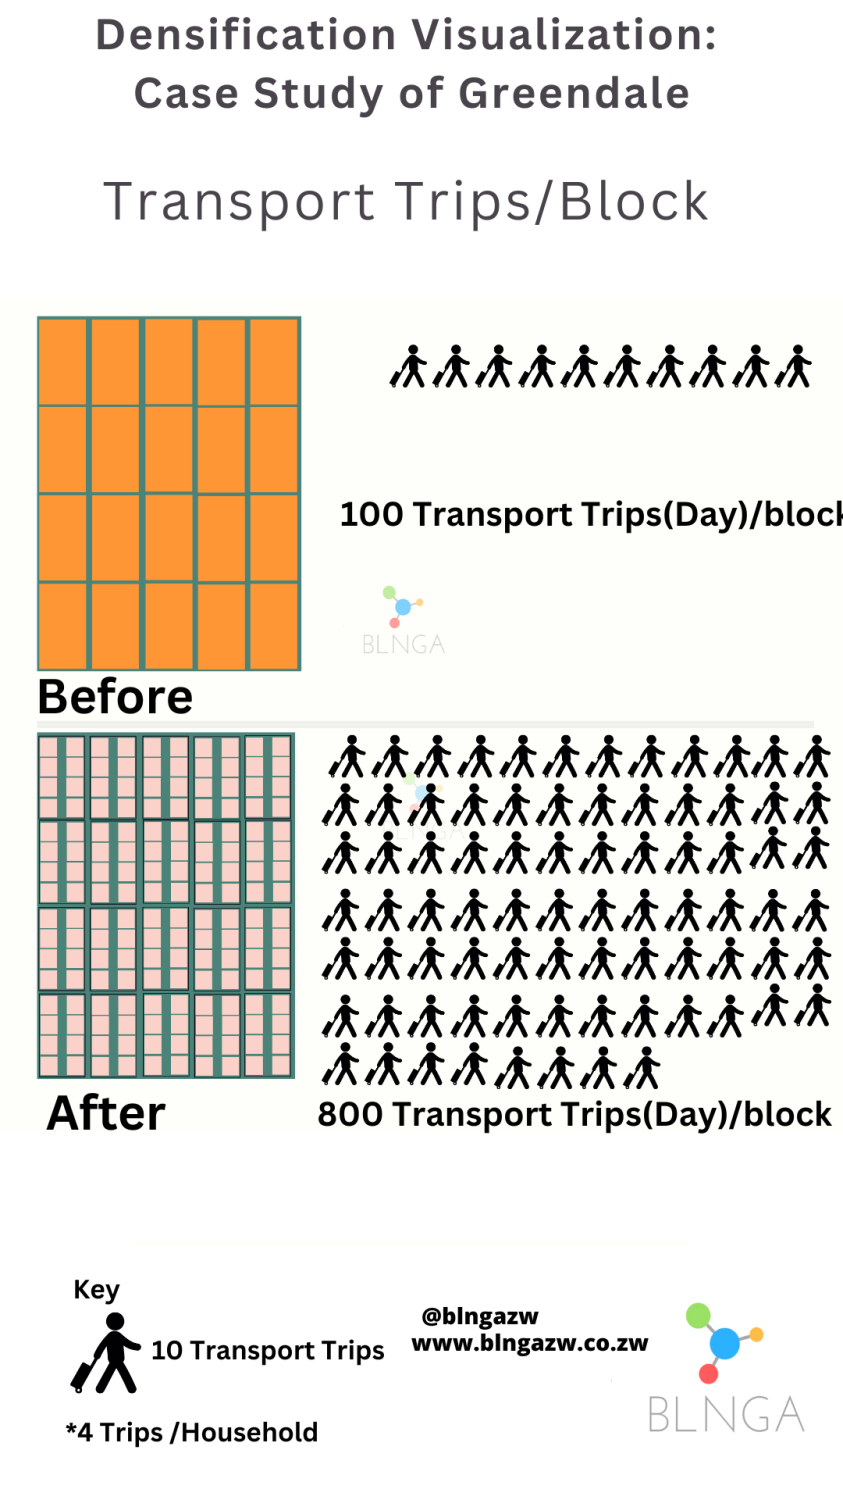 Densification Visualization:
Case Study of Greendale
Transport Trips/Block
100 Transport Trips(Day)/block
BLNGA
Before
BLNGA
After
800 Transport Trips(Day)/block
Key
10 Transport Trips
*4 Trips /Household
@blngazw
www.blngazw.co.zw
BLNGA